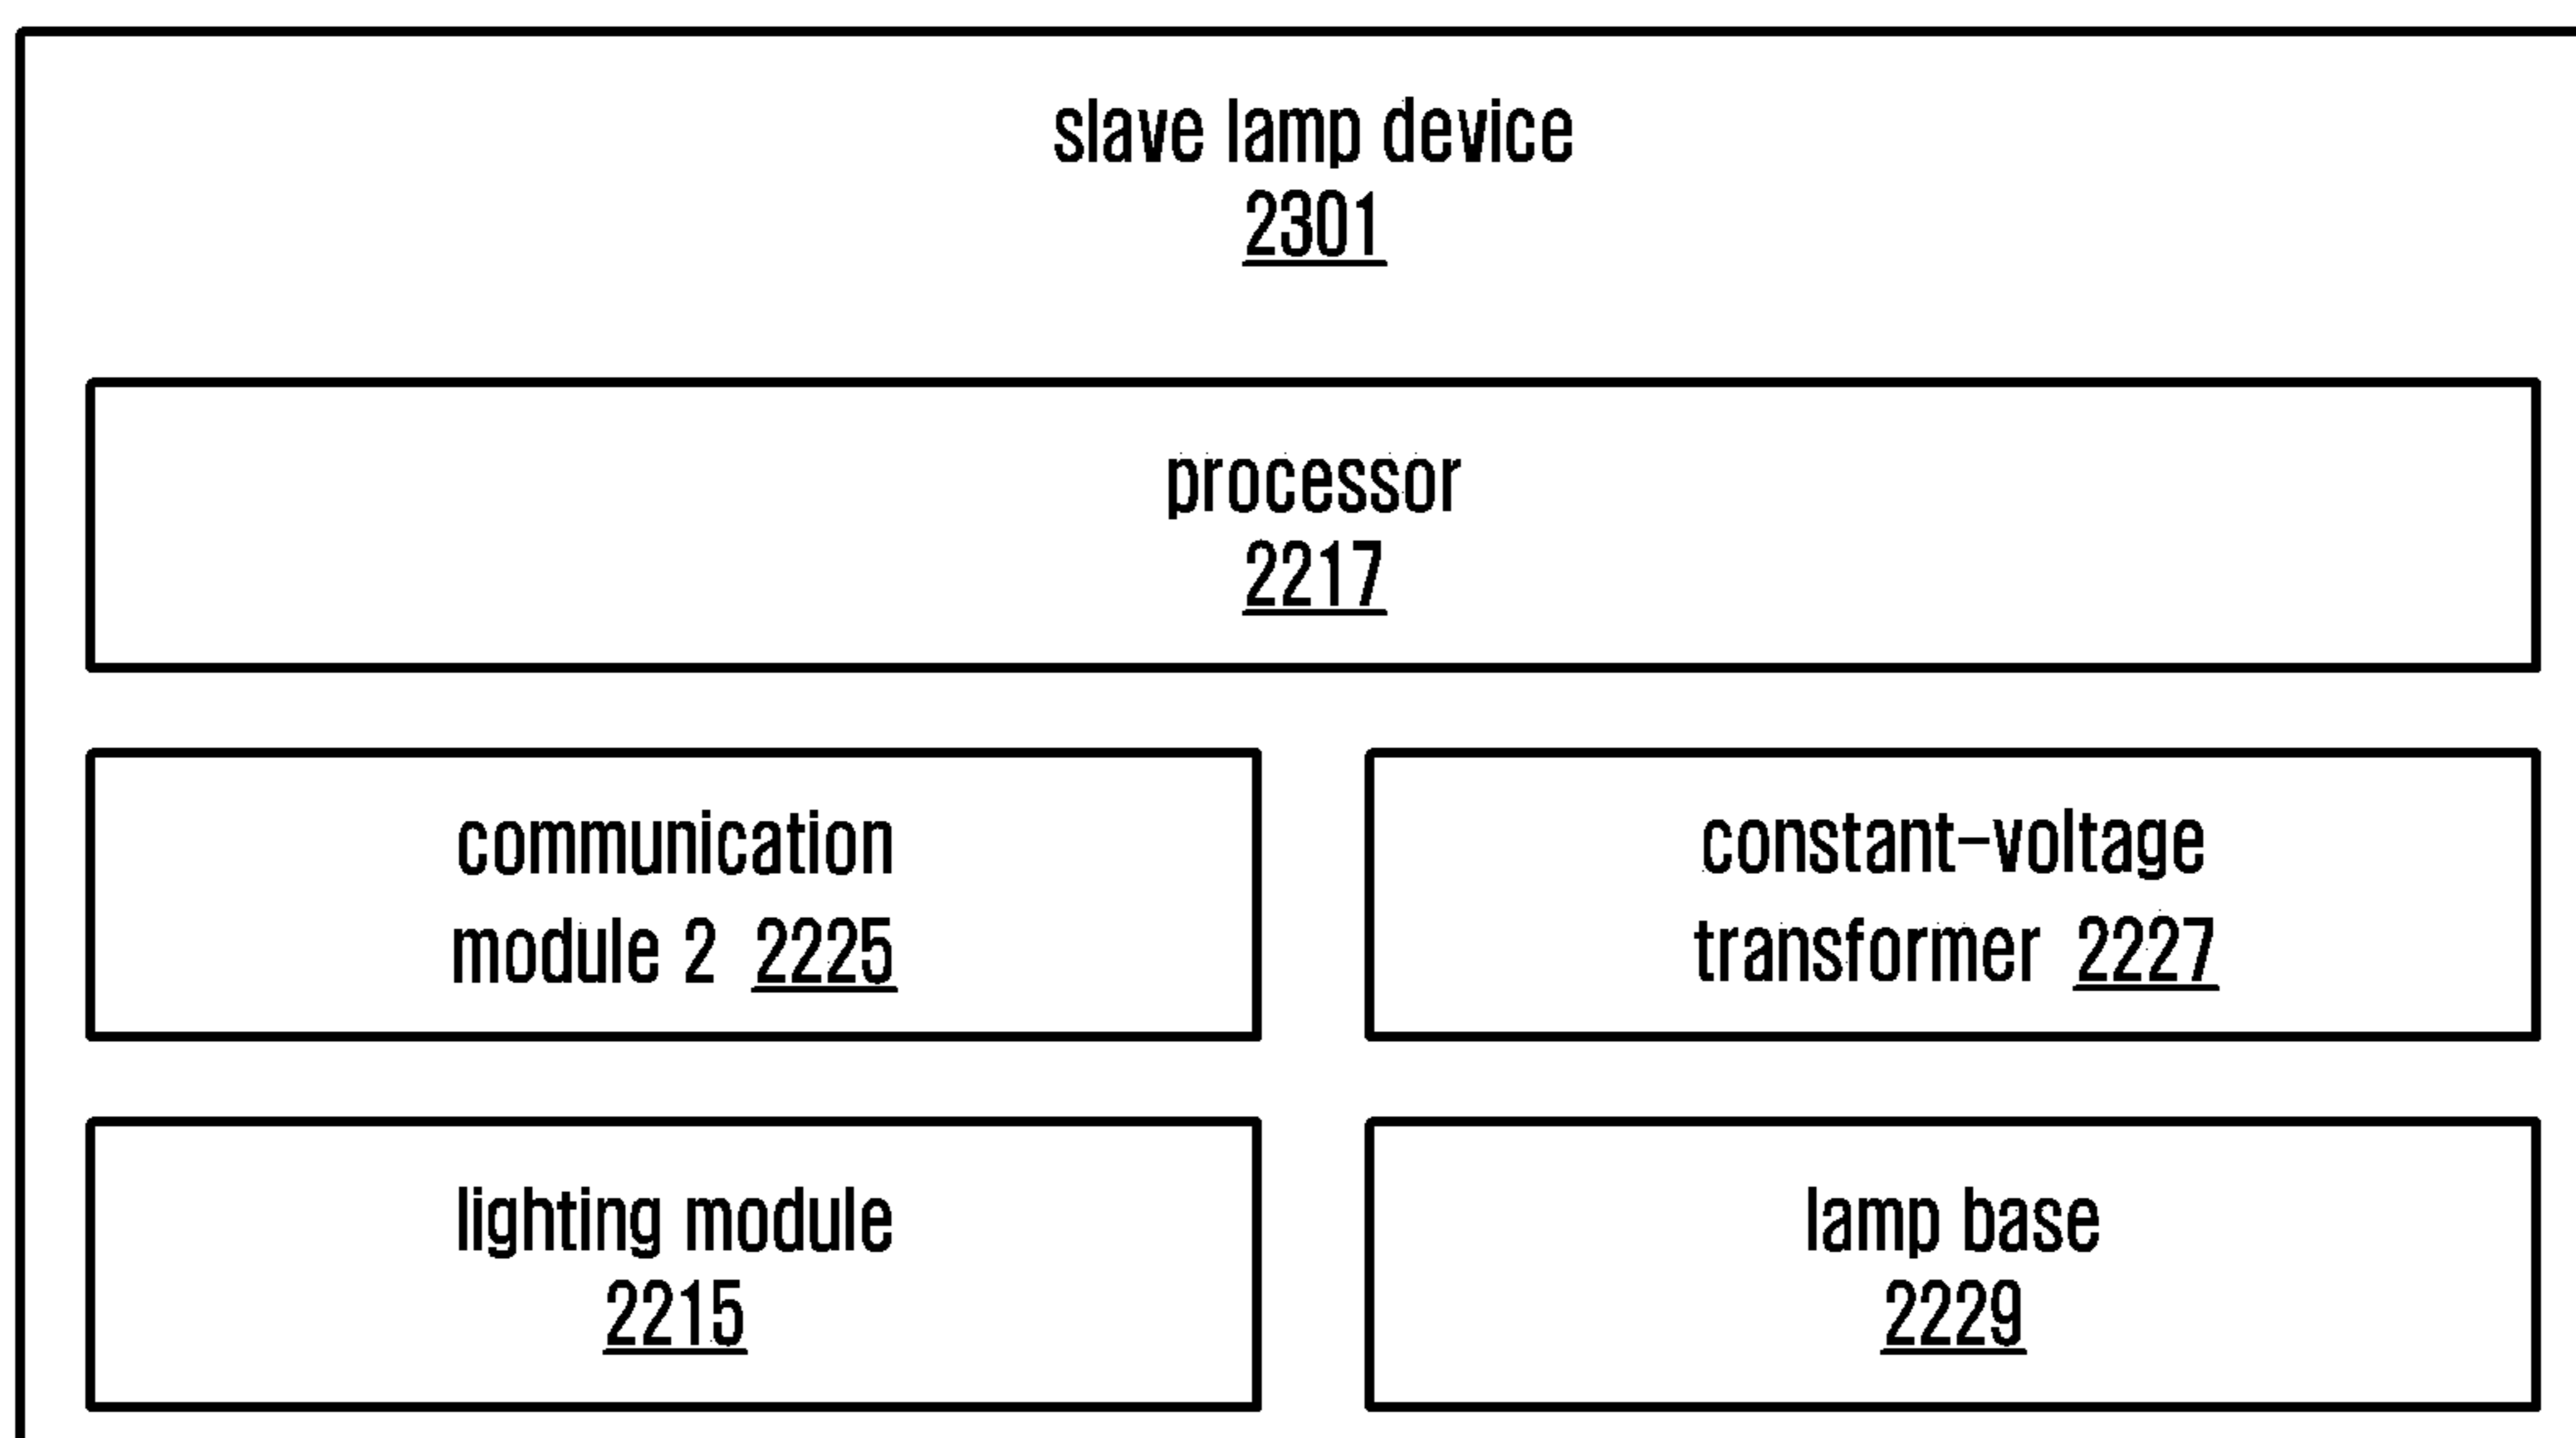 slave lamp device
2301
processor
2217
communication
module 2 2225
constant-voltage
transformer 2227
lighting module
2215
lamp base
2229